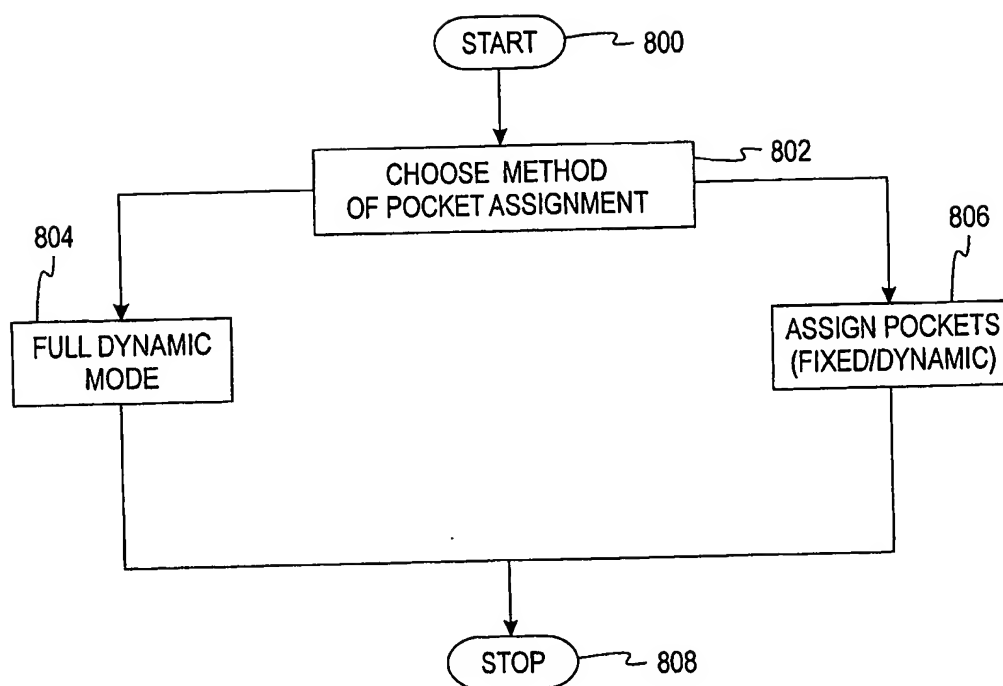 START
800
CHOOSE METHOD
OF POCKET ASSIGNMENT
802
804
806
FULL DYNAMIC
MODE
ASSIGN POCKETS
(FIXED/DYNAMIC)
STOP
808